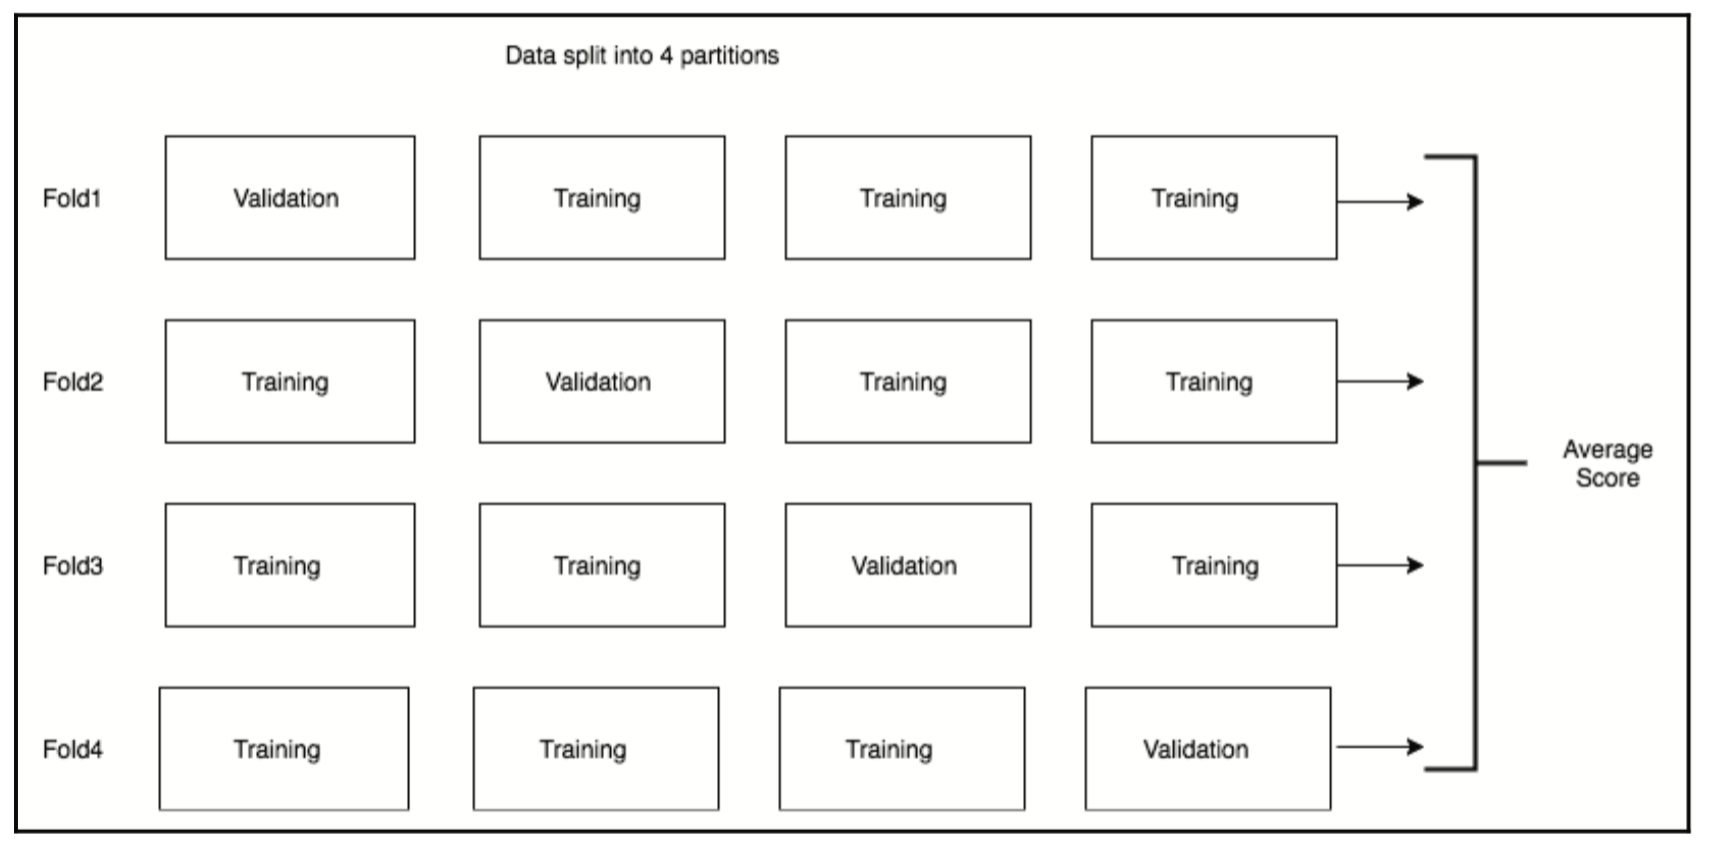 Data split into 4 partitions
Fold1 Validation Training Training Training
Fold2 Training Validation Training Training
Average
Score
Fold3 Training Training Validation Training
Fold4 Training Training Training Validation